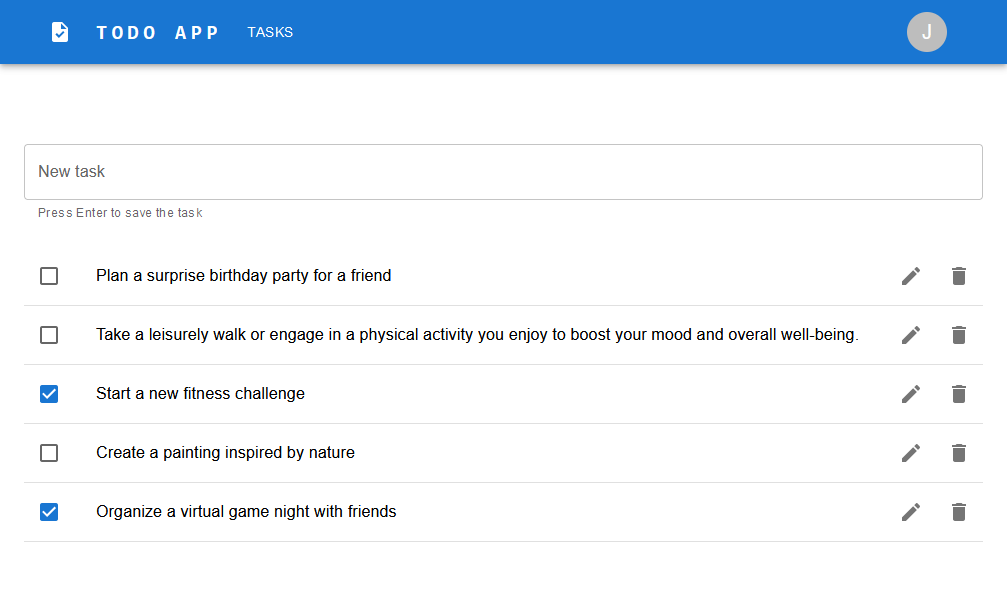 TODO APP TASKS J
New task
Press Enter to save the task
Plan a surprise birthday party for a friend
Take a leisurely walk or engage in a physical activity you enjoy to boost your mood and overall well-being.
Start a new fitness challenge
Create a painting inspired by nature
Organize a virtual game night with friends